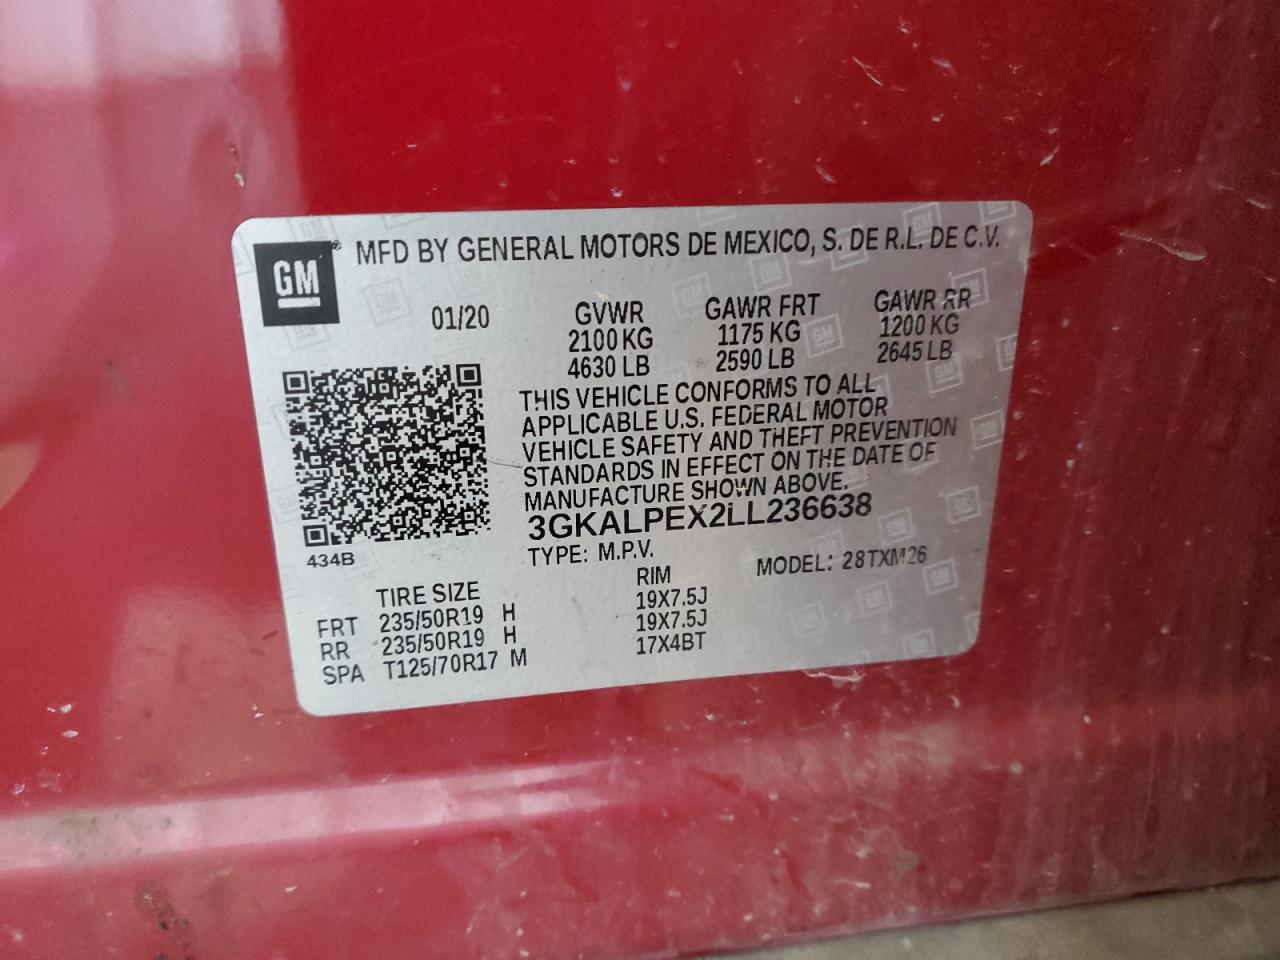 GM
MFD BY GENERAL MOTORS DE MEXICO, S. DE R.L. DE C.V.
01/20 GVWR GAWR FRT GAWR RR
2100 KG 1175 KG 1200 KG
4630 LB 2590 LB 2645 LB
THIS VEHICLE CONFORMS TO ALL
APPLICABLE U.S. FEDERAL MOTOR
VEHICLE SAFETY AND THEFT PREVENTION
STANDARDS IN EFFECT ON THE DATE OF
MANUFACTURE SHOWN ABOVE.
3GKALPEX2LL236638
434B
TYPE: M.P.V. MODEL: 28TXM26
TIRE SIZE RIM
FRT 235/50R19 H 19X7.5J
RR 235/50R19 H 19X7.5J
SPA T125/70R17 M 17X4BT